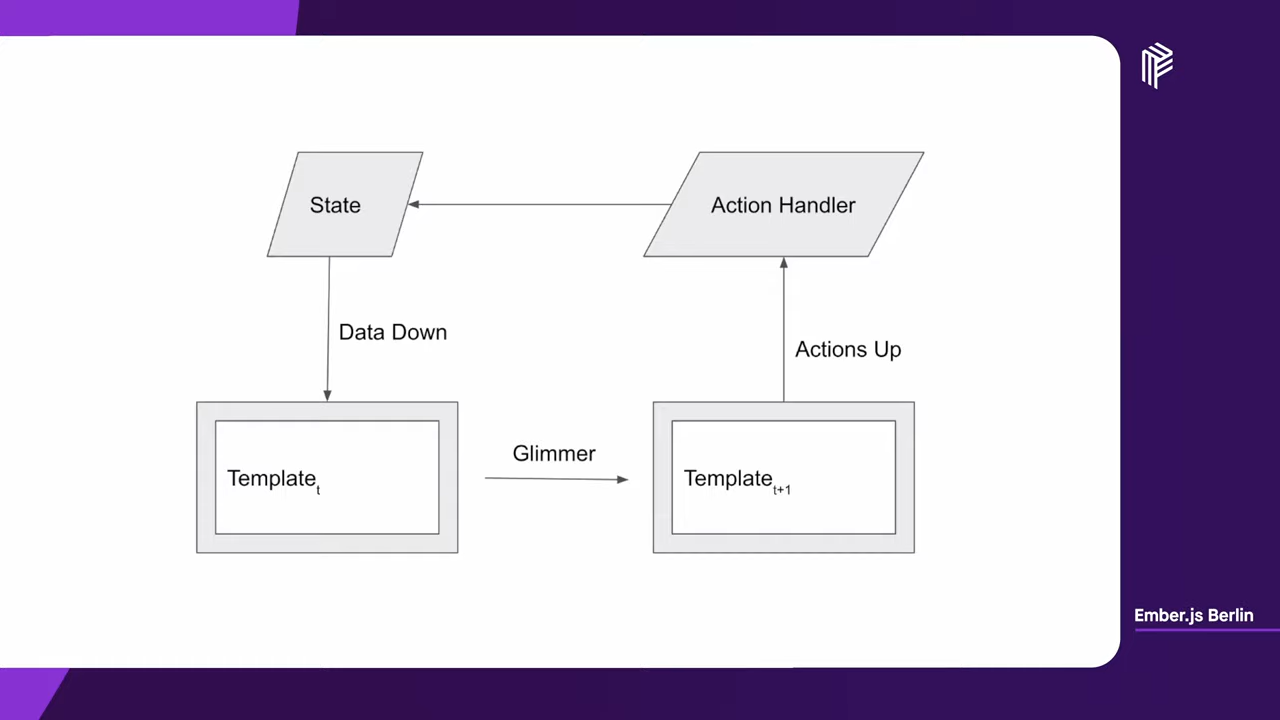 State
Action Handler
Data Down
Actions Up
Glimmer
Template t
Template t+1
Ember.js Berlin